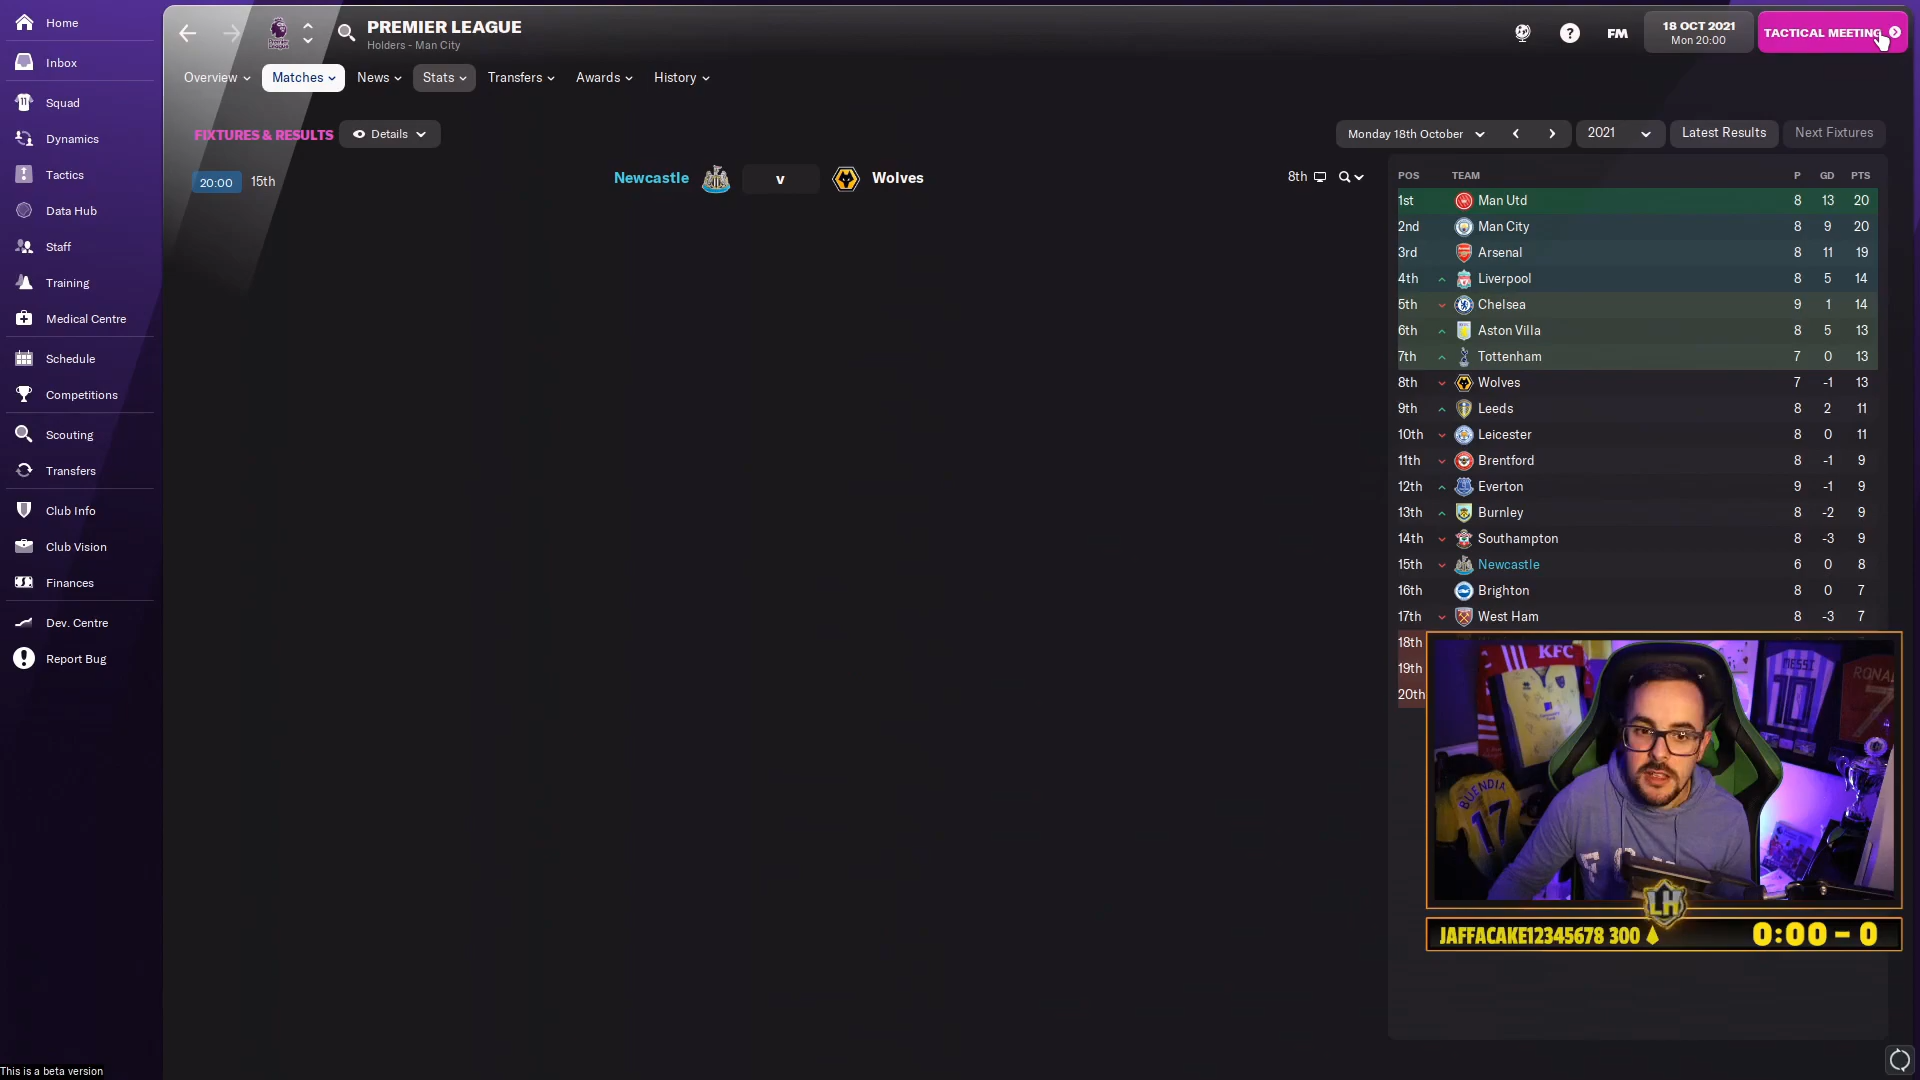 Home
Inbox
Squad
Dynamics
Tactics
Data Hub
Staff
Training
Medical Centre
Schedule
Competitions
Scouting
Transfers
Club Info
Club Vision
Finances
Dev. Centre
Report Bug
This is a beta version
PREMIER LEAGUE
Holders - Man City
FM
18 OCT 2021
Mon 20:00
TACTICAL MEETING
Overview
Matches
News
Stats
Transfers
Awards
History
FIXTURES & RESULTS
Details
Monday 18th October
2021
Latest Results
Next Fixtures
20:00 15th Newcastle v Wolves 8th
POS TEAM P GD PTS
1st Man Utd 8 13 20
2nd Man City 8 9 20
3rd Arsenal 8 11 19
4th Liverpool 8 5 14
5th Chelsea 9 1 14
6th Aston Villa 8 5 13
7th Tottenham 7 0 13
8th Wolves 7 -1 13
9th Leeds 8 2 11
10th Leicester 8 0 11
11th Brentford 8 -1 9
12th Everton 9 -1 9
13th Burnley 8 -2 9
14th Southampton 8 -3 9
15th Newcastle 6 0 8
16th Brighton 8 0 7
17th West Ham 8 -3 7
18th
19th
20th
KFC
MESSI
10
RONAL
7
BUENDIA
17
LH
JAFFACAKE12345678 300
0:00 - 0